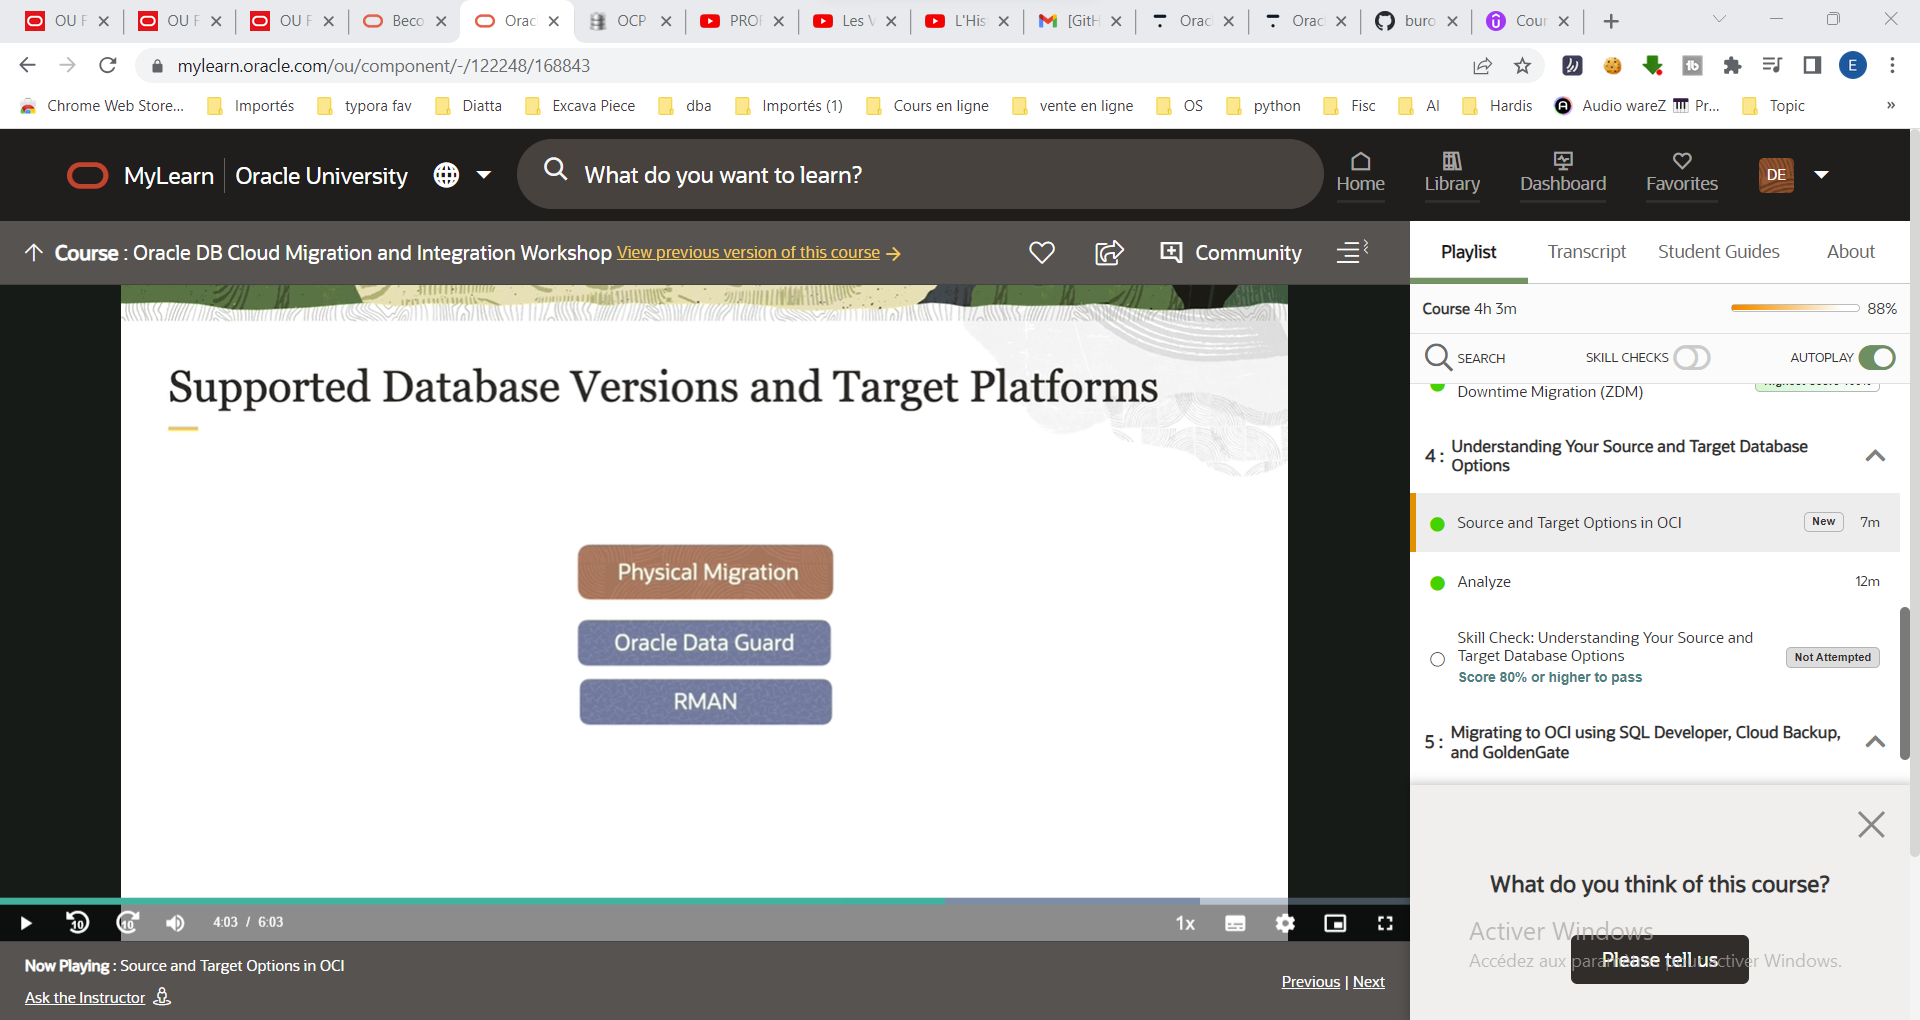 OU F
OU F
OU F
Beco
Orac
OCP
PROF
Les V
L'His
[GitH
Orac
Orac
buro
Cour
mylearn.oracle.com/ou/component/-/122248/168843
E
Chrome Web Store...
Importés
typora fav
Diatta
Excava Piece
dba
Importés (1)
Cours en ligne
vente en ligne
OS
python
Fisc
AI
Hardis
Audio wareZ
Pr...
Topic
»
MyLearn
Oracle University
What do you want to learn?
Home
Library
Dashboard
Favorites
DE
Course : Oracle DB Cloud Migration and Integration Workshop View previous version of this course →
Community
Playlist
Transcript
Student Guides
About
Course 4h 3m
88%
SEARCH
SKILL CHECKS
AUTOPLAY
Downtime Migration (ZDM)
4 : Understanding Your Source and Target Database
Options
Source and Target Options in OCI
New
7m
Analyze
12m
Skill Check: Understanding Your Source and
Target Database Options
Not Attempted
Score 80% or higher to pass
5 : Migrating to OCI using SQL Developer, Cloud Backup,
and GoldenGate
Supported Database Versions and Target Platforms
Physical Migration
Oracle Data Guard
RMAN
10
10
4:03 / 6:03
1x
Now Playing : Source and Target Options in OCI
Ask the Instructor
Previous | Next
What do you think of this course?
Activer Windows
Please tell us
Accédez aux
activer Windows.